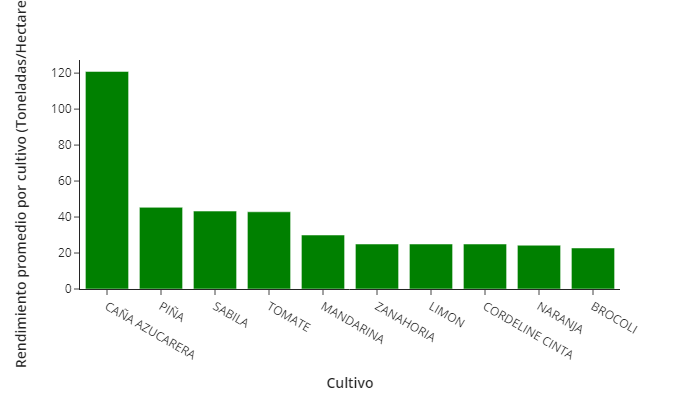 Rendimiento promedio por cultivo (Toneladas/Hectare
120
100
80
60
40
20
0
CAÑA AZUCARERA
PIÑA
SABILA
TOMATE
MANDARINA
ZANAHORIA
LIMON
CORDELINE CINTA
NARANJA
BROCOLI
Cultivo